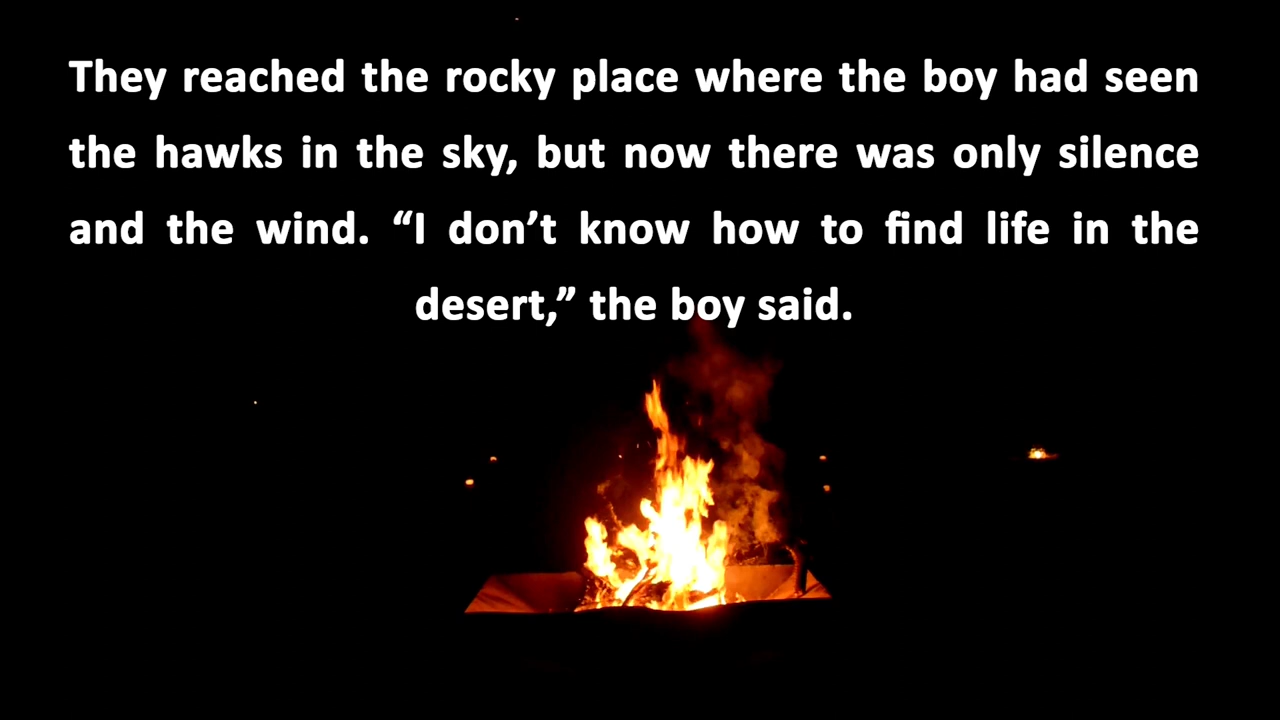 They reached the rocky place where the boy had seen
the hawks in the sky, but now there was only silence
and the wind. “I don’t know how to find life in the
desert,” the boy said.